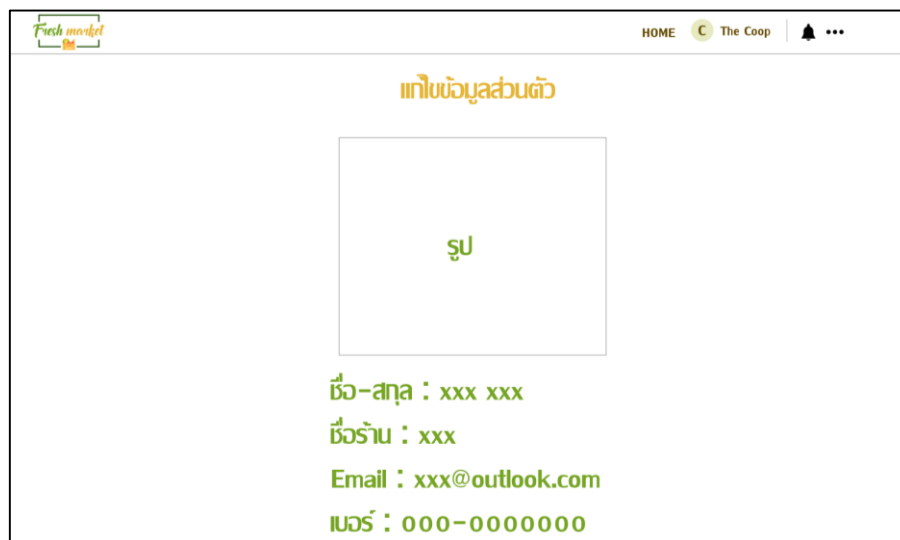 Fresh market
HOME C The Coop
แก้ไขข้อมูลส่วนตัว
รูป
ชื่อ-สกุล : xxx xxx
ชื่อร้าน : xxx
Email : xxx@outlook.com
เบอร์ : 000-0000000